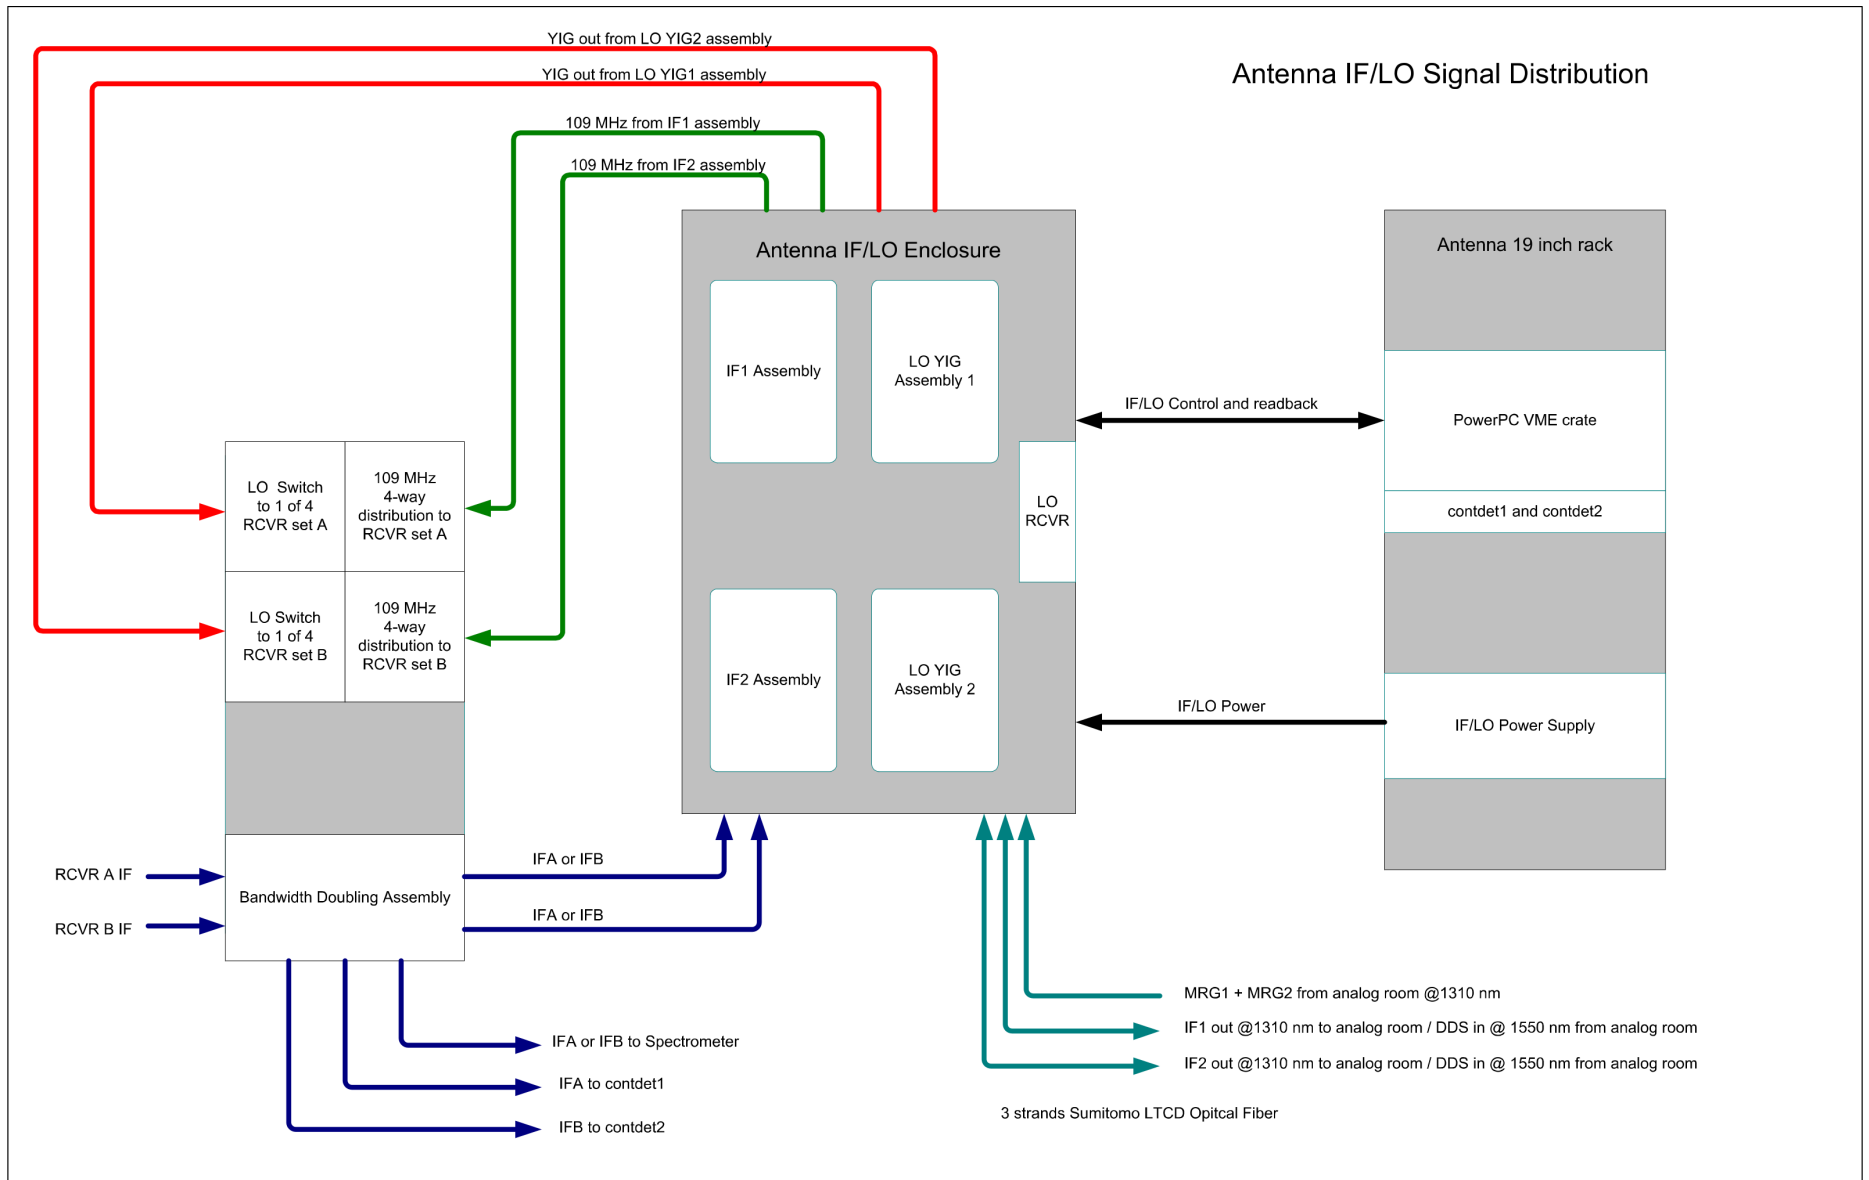 YIG out from LO YIG2 assembly
YIG out from LO YIG1 assembly
Antenna IF/LO Signal Distribution
109 MHz from IF1 assembly
109 MHz from IF2 assembly
Antenna IF/LO Enclosure
Antenna 19 inch rack
IF1 Assembly
LO YIG
Assembly 1
IF/LO Control and readback
PowerPC VME crate
LO Switch
to 1 of 4
RCVR set A
109 MHz
4-way
distribution to
RCVR set A
LO
RCVR
contdet1 and contdet2
LO Switch
to 1 of 4
RCVR set B
109 MHz
4-way
distribution to
RCVR set B
IF2 Assembly
LO YIG
Assembly 2
IF/LO Power
IF/LO Power Supply
RCVR A IF
RCVR B IF
Bandwidth Doubling Assembly
IFA or IFB
IFA or IFB
MRG1 + MRG2 from analog room @1310 nm
IF1 out @1310 nm to analog room / DDS in @ 1550 nm from analog room
IF2 out @1310 nm to analog room / DDS in @ 1550 nm from analog room
IFA or IFB to Spectrometer
IFA to contdet1
IFB to contdet2
3 strands Sumitomo LTCD Opitcal Fiber